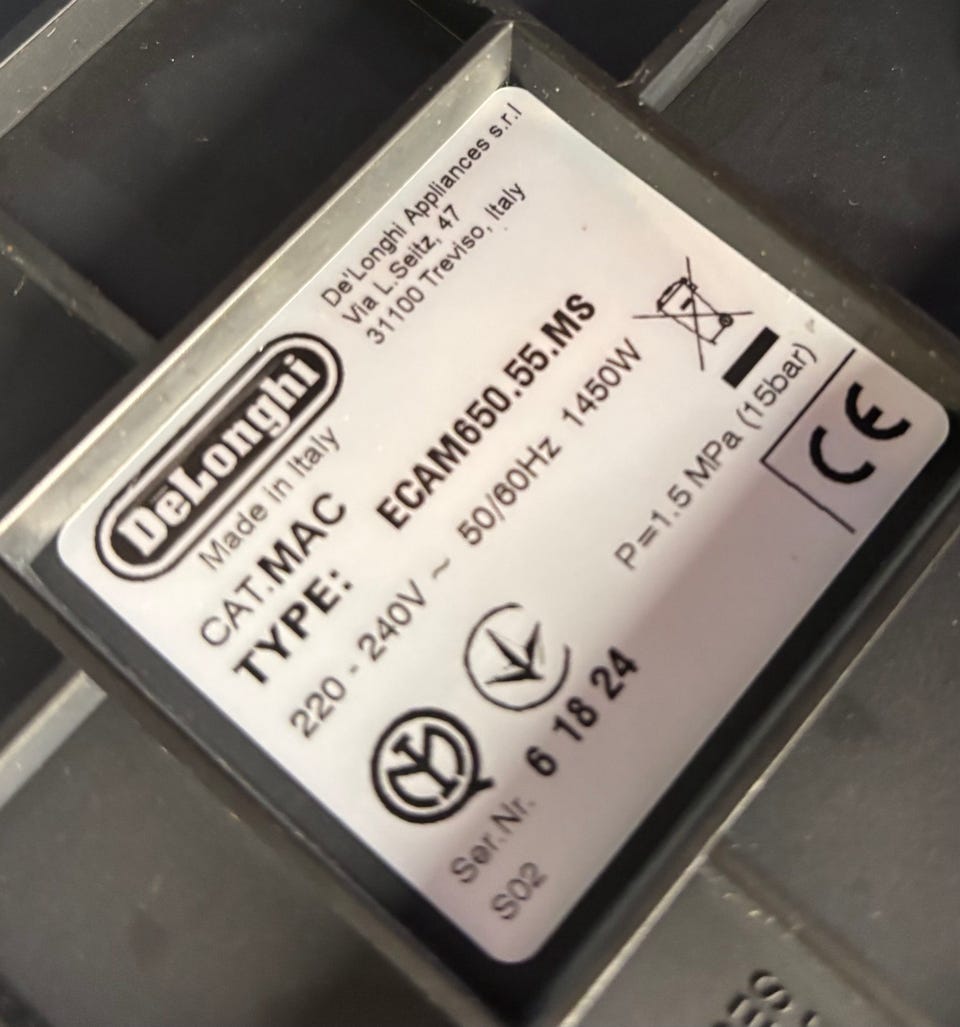 De'Longhi Appliances s.r.l
Via L.Seitz, 47
31100 Treviso, Italy
DeLonghi
Made in Italy
CAT.MAC
TYPE: ECAM650.55.MS
220 - 240V ~ 50/60Hz 1450W
P=1.5 MPa (15bar)
CE
Ser.Nr. 6 18 24
S02